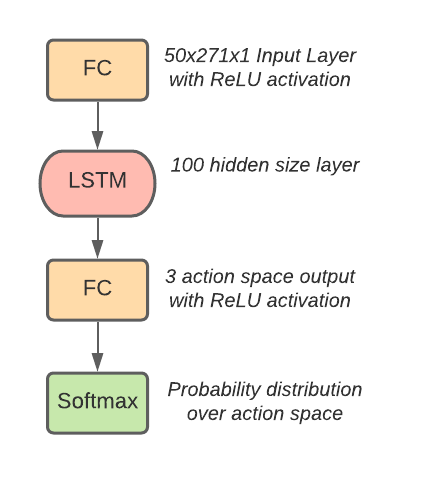 FC
50x271x1 Input Layer
with ReLU activation
LSTM
100 hidden size layer
FC
3 action space output
with ReLU activation
Softmax
Probability distribution
over action space